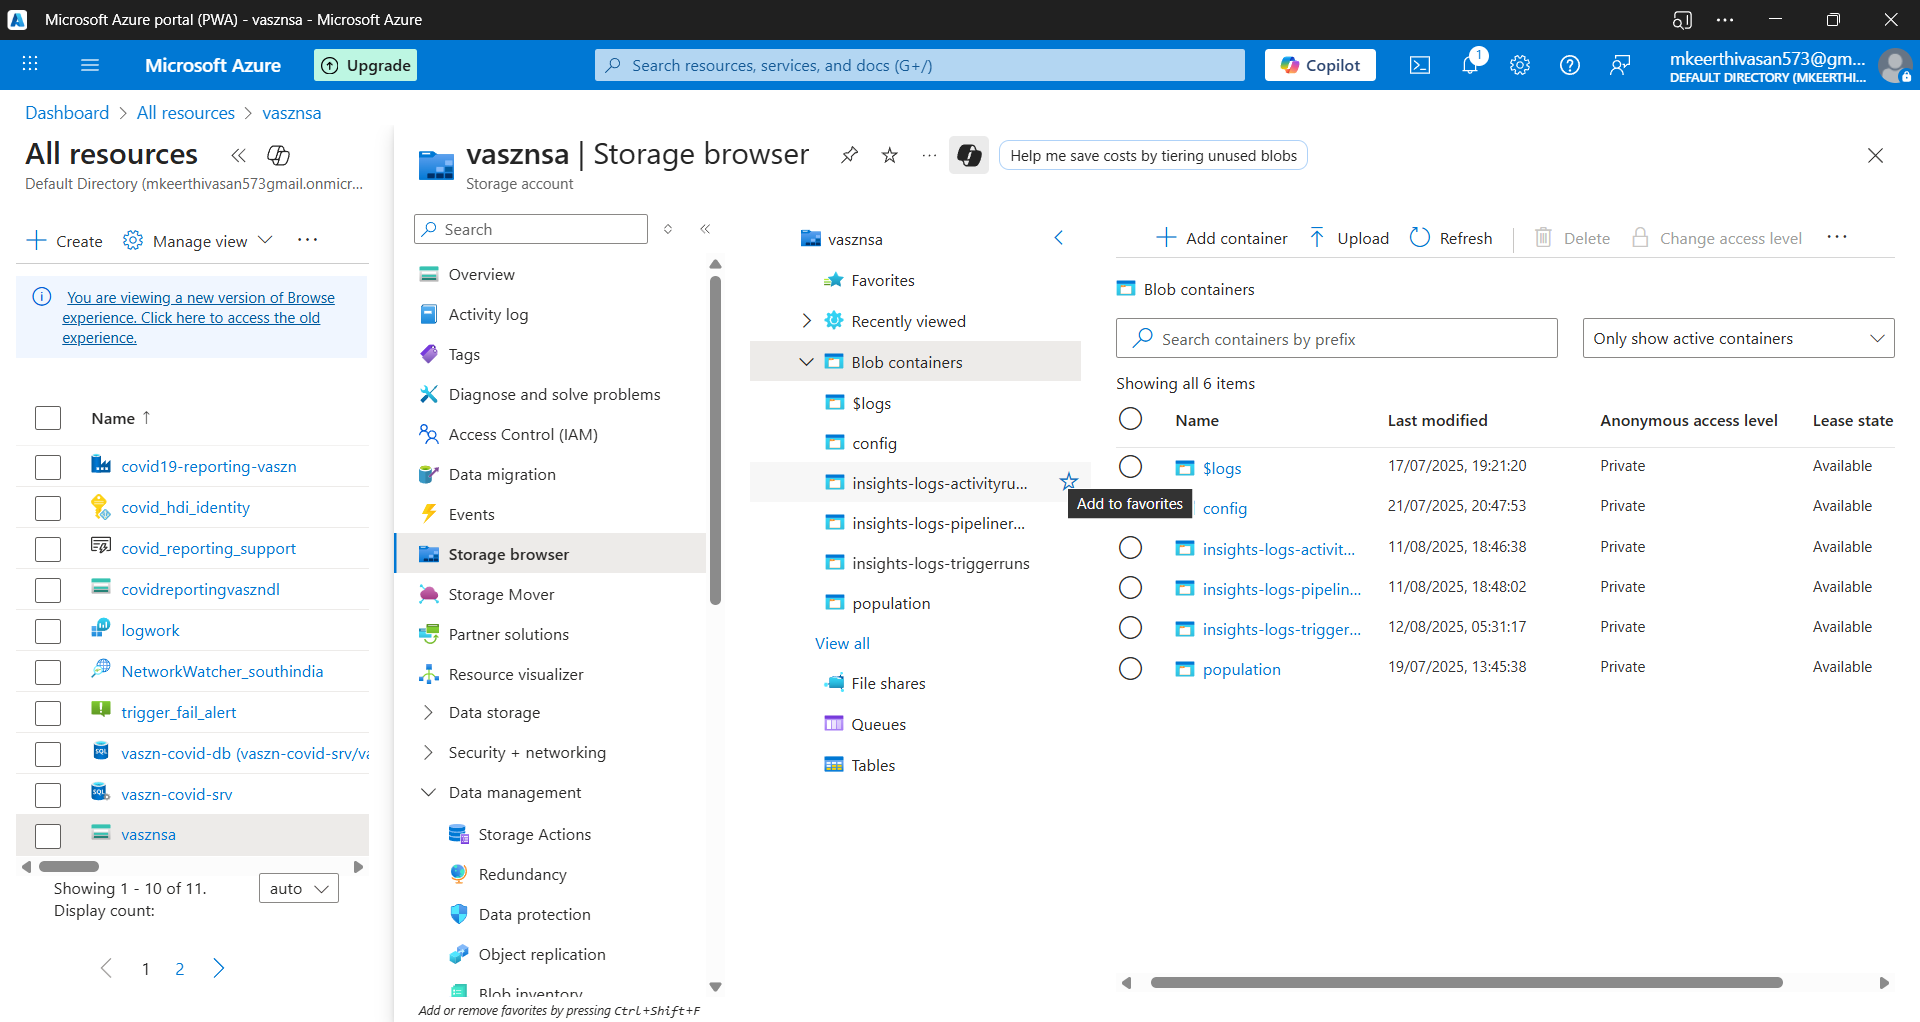 Microsoft Azure portal (PWA) - vasznsa - Microsoft Azure
Microsoft Azure
Upgrade
Search resources, services, and docs (G+/)
Copilot
1
mkeerthivasan573@gm...
DEFAULT DIRECTORY (MKEERTHI...
Dashboard > All resources > vasznsa
All resources
Default Directory (mkeerthivasan573gmail.onmicr...
Create
Manage view
You are viewing a new version of Browse
experience. Click here to access the old
experience.
Name ↑
covid19-reporting-vaszn
covid_hdi_identity
covid_reporting_support
covidreportingvaszndl
logwork
NetworkWatcher_southindia
trigger_fail_alert
vaszn-covid-db (vaszn-covid-srv/va
vaszn-covid-srv
vasznsa
Showing 1 - 10 of 11.
Display count:
auto
1
2
vasznsa | Storage browser
Storage account
Help me save costs by tiering unused blobs
Search
Overview
Activity log
Tags
Diagnose and solve problems
Access Control (IAM)
Data migration
Events
Storage browser
Storage Mover
Partner solutions
Resource visualizer
Data storage
Security + networking
Data management
Storage Actions
Redundancy
Data protection
Object replication
Blob inventory
Add or remove favorites by pressing Ctrl+Shift+F
vasznsa
Favorites
Recently viewed
Blob containers
$logs
config
insights-logs-activityru...
insights-logs-pipeliner...
insights-logs-triggerruns
population
View all
File shares
Queues
Tables
Add to favorites
Add container
Upload
Refresh
Delete
Change access level
Blob containers
Search containers by prefix
Only show active containers
Showing all 6 items
Name Last modified Anonymous access level Lease state
$logs 17/07/2025, 19:21:20 Private Available
config 21/07/2025, 20:47:53 Private Available
insights-logs-activit... 11/08/2025, 18:46:38 Private Available
insights-logs-pipelin... 11/08/2025, 18:48:02 Private Available
insights-logs-trigger... 12/08/2025, 05:31:17 Private Available
population 19/07/2025, 13:45:38 Private Available